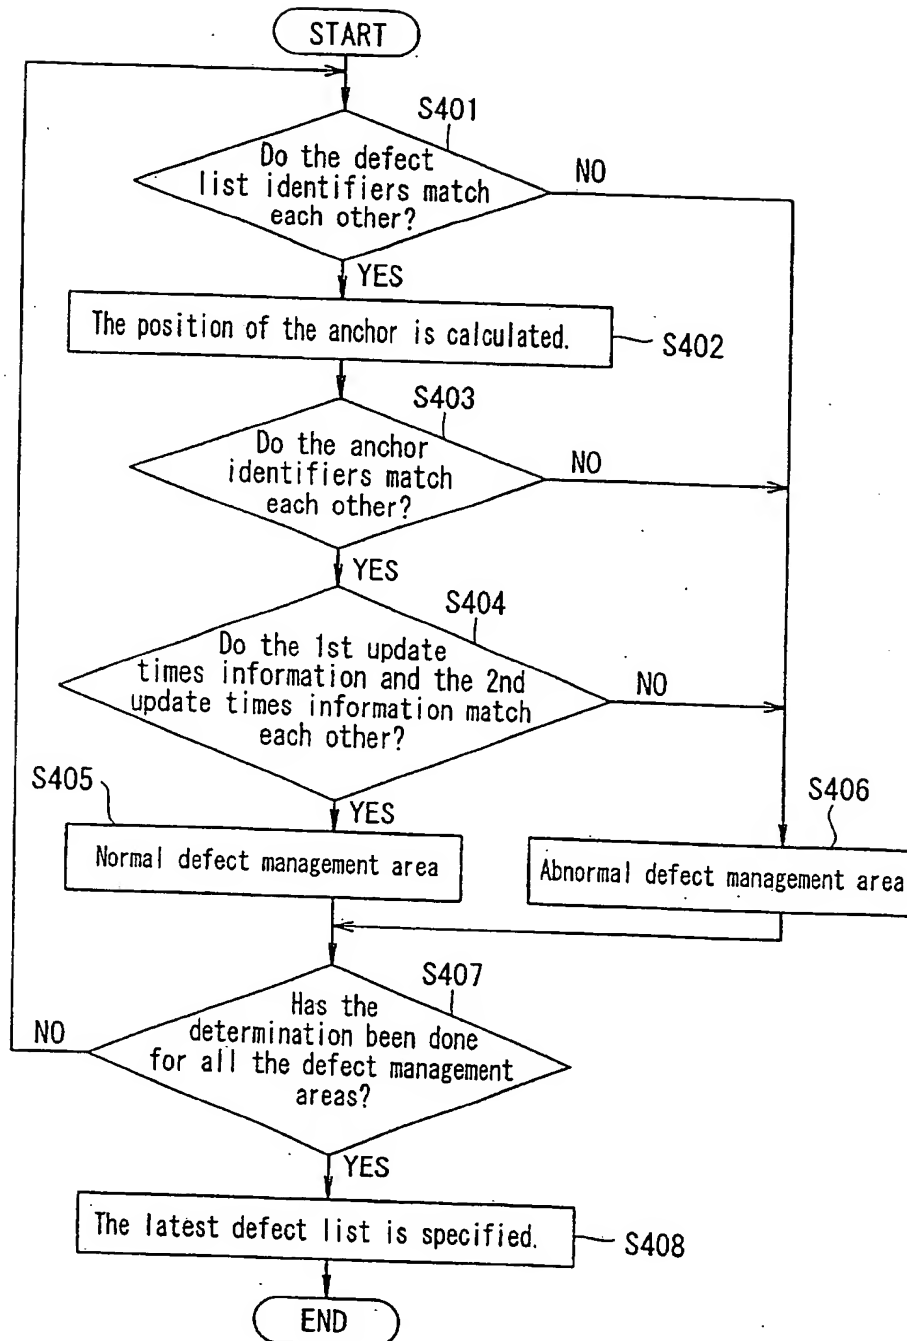 START
S401
Do the defect
list identifiers match
each other?
NO
YES
The position of the anchor is calculated.
S402
S403
Do the anchor
identifiers match
each other?
NO
YES
S404
Do the 1st update
times information and the 2nd
update times information match
each other?
NO
S405
YES
S406
Normal defect management area
Abnormal defect management area
S407
Has the
determination been done
for all the defect management
areas?
NO
YES
The latest defect list is specified.
S408
END